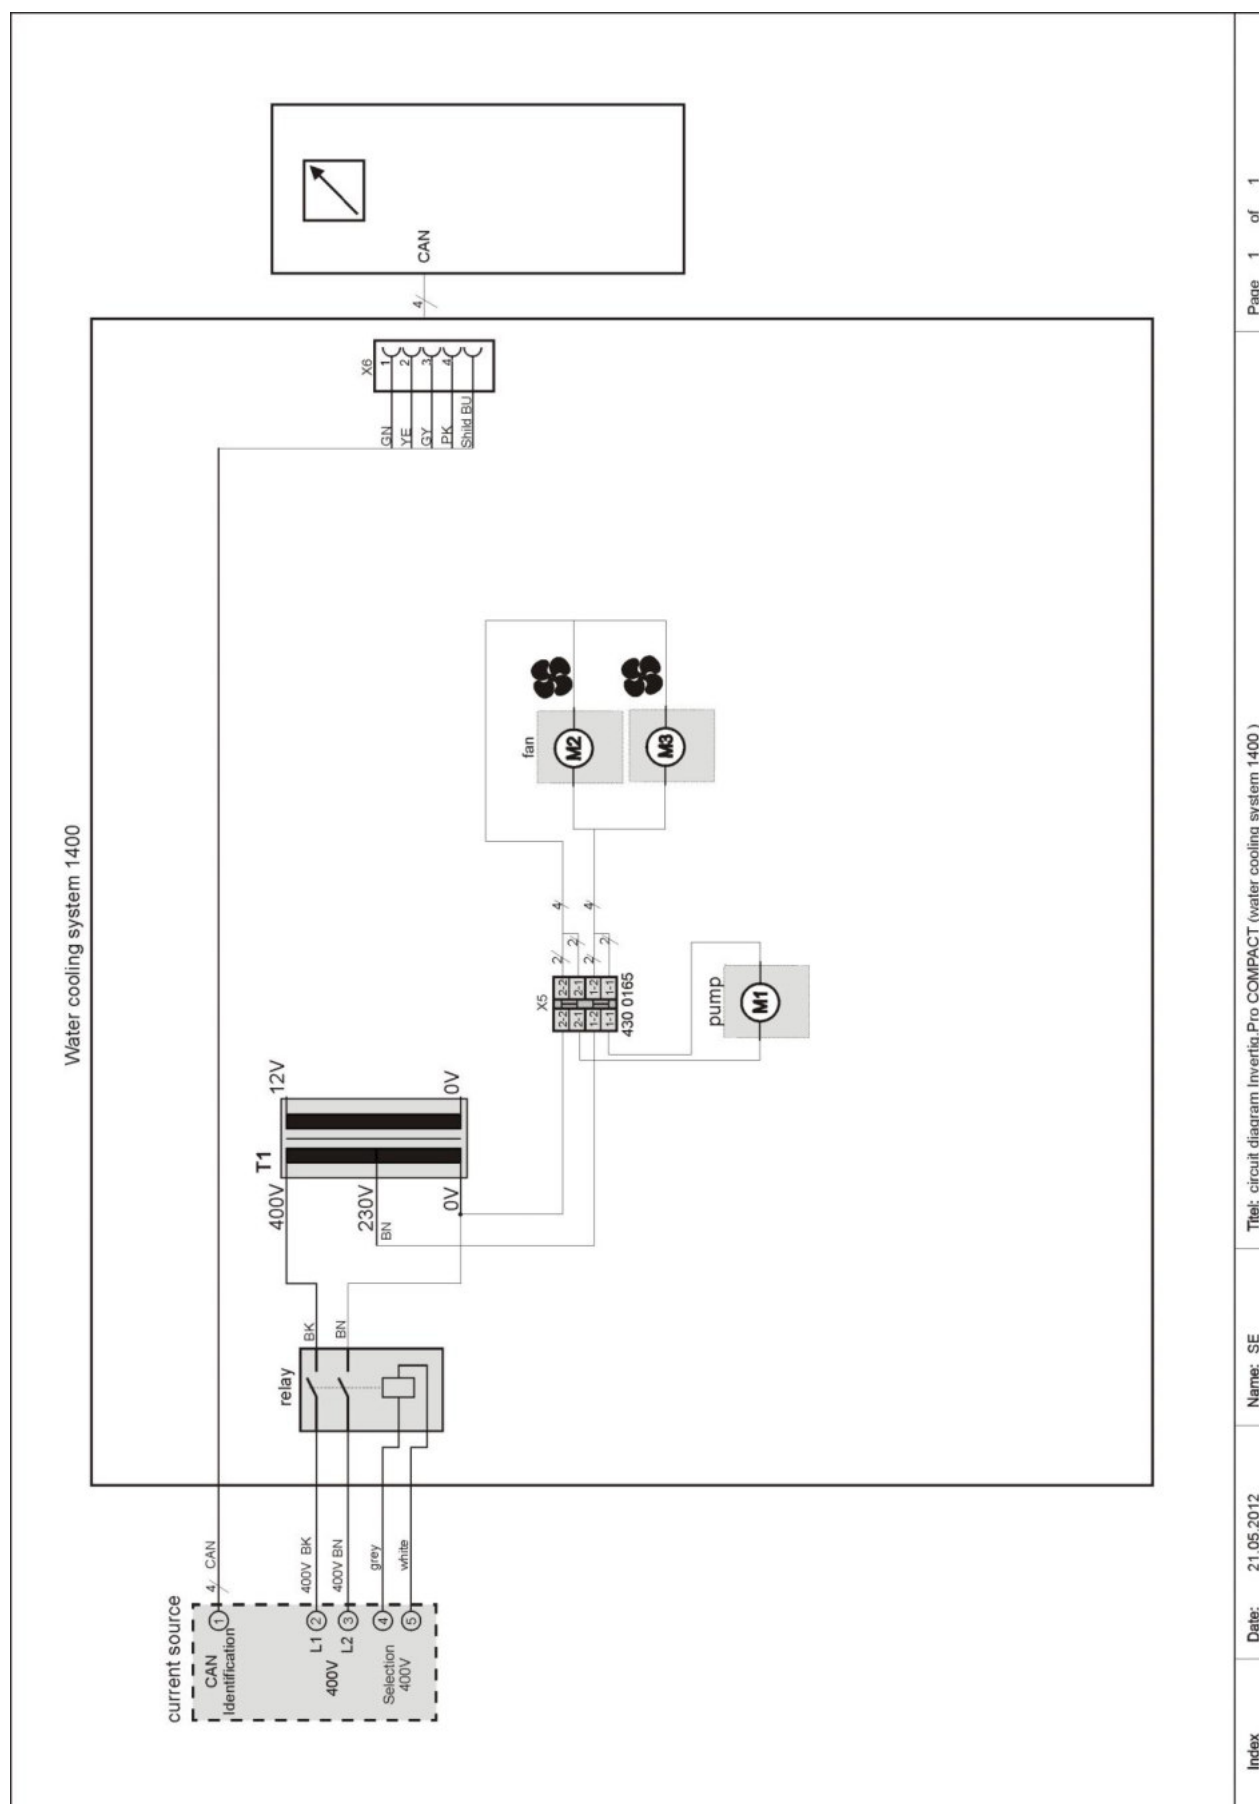 Water cooling system 1400
current source
CAN
Identification
1
4
CAN
L1
2
400V BK
400V
L2
3
400V BN
Selection
400V
4
grey
5
white
relay
BK
BN
T1
400V
12V
230V
BN
0V
0V
X5
2-2
2-1
1-2
1-1
2-2
2-1
1-2
1-1
430 0165
2
2
2
2
4
4
pump
M1
fan
M2
M3
X6
GN
1
YE
2
GY
3
PK
4
Shild BU
4
CAN
Index
Date: 21.05.2012
Name: SE
Titel: circuit diagram Invertig.Pro COMPACT (water cooling system 1400 )
Page 1 of 1